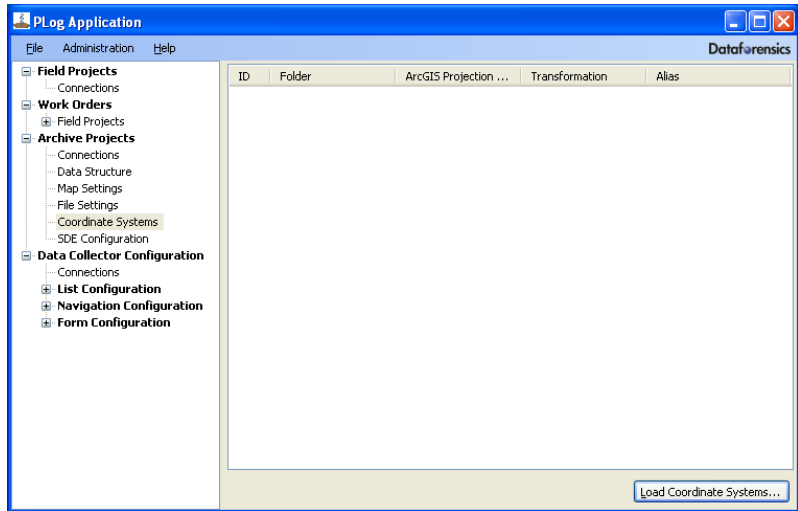 PLog Application
File Administration Help
Dataforensics
Field Projects
Connections
Work Orders
Field Projects
Archive Projects
Connections
Data Structure
Map Settings
File Settings
Coordinate Systems
SDE Configuration
Data Collector Configuration
Connections
List Configuration
Navigation Configuration
Form Configuration
ID Folder ArcGIS Projection ... Transformation Alias
Load Coordinate Systems...